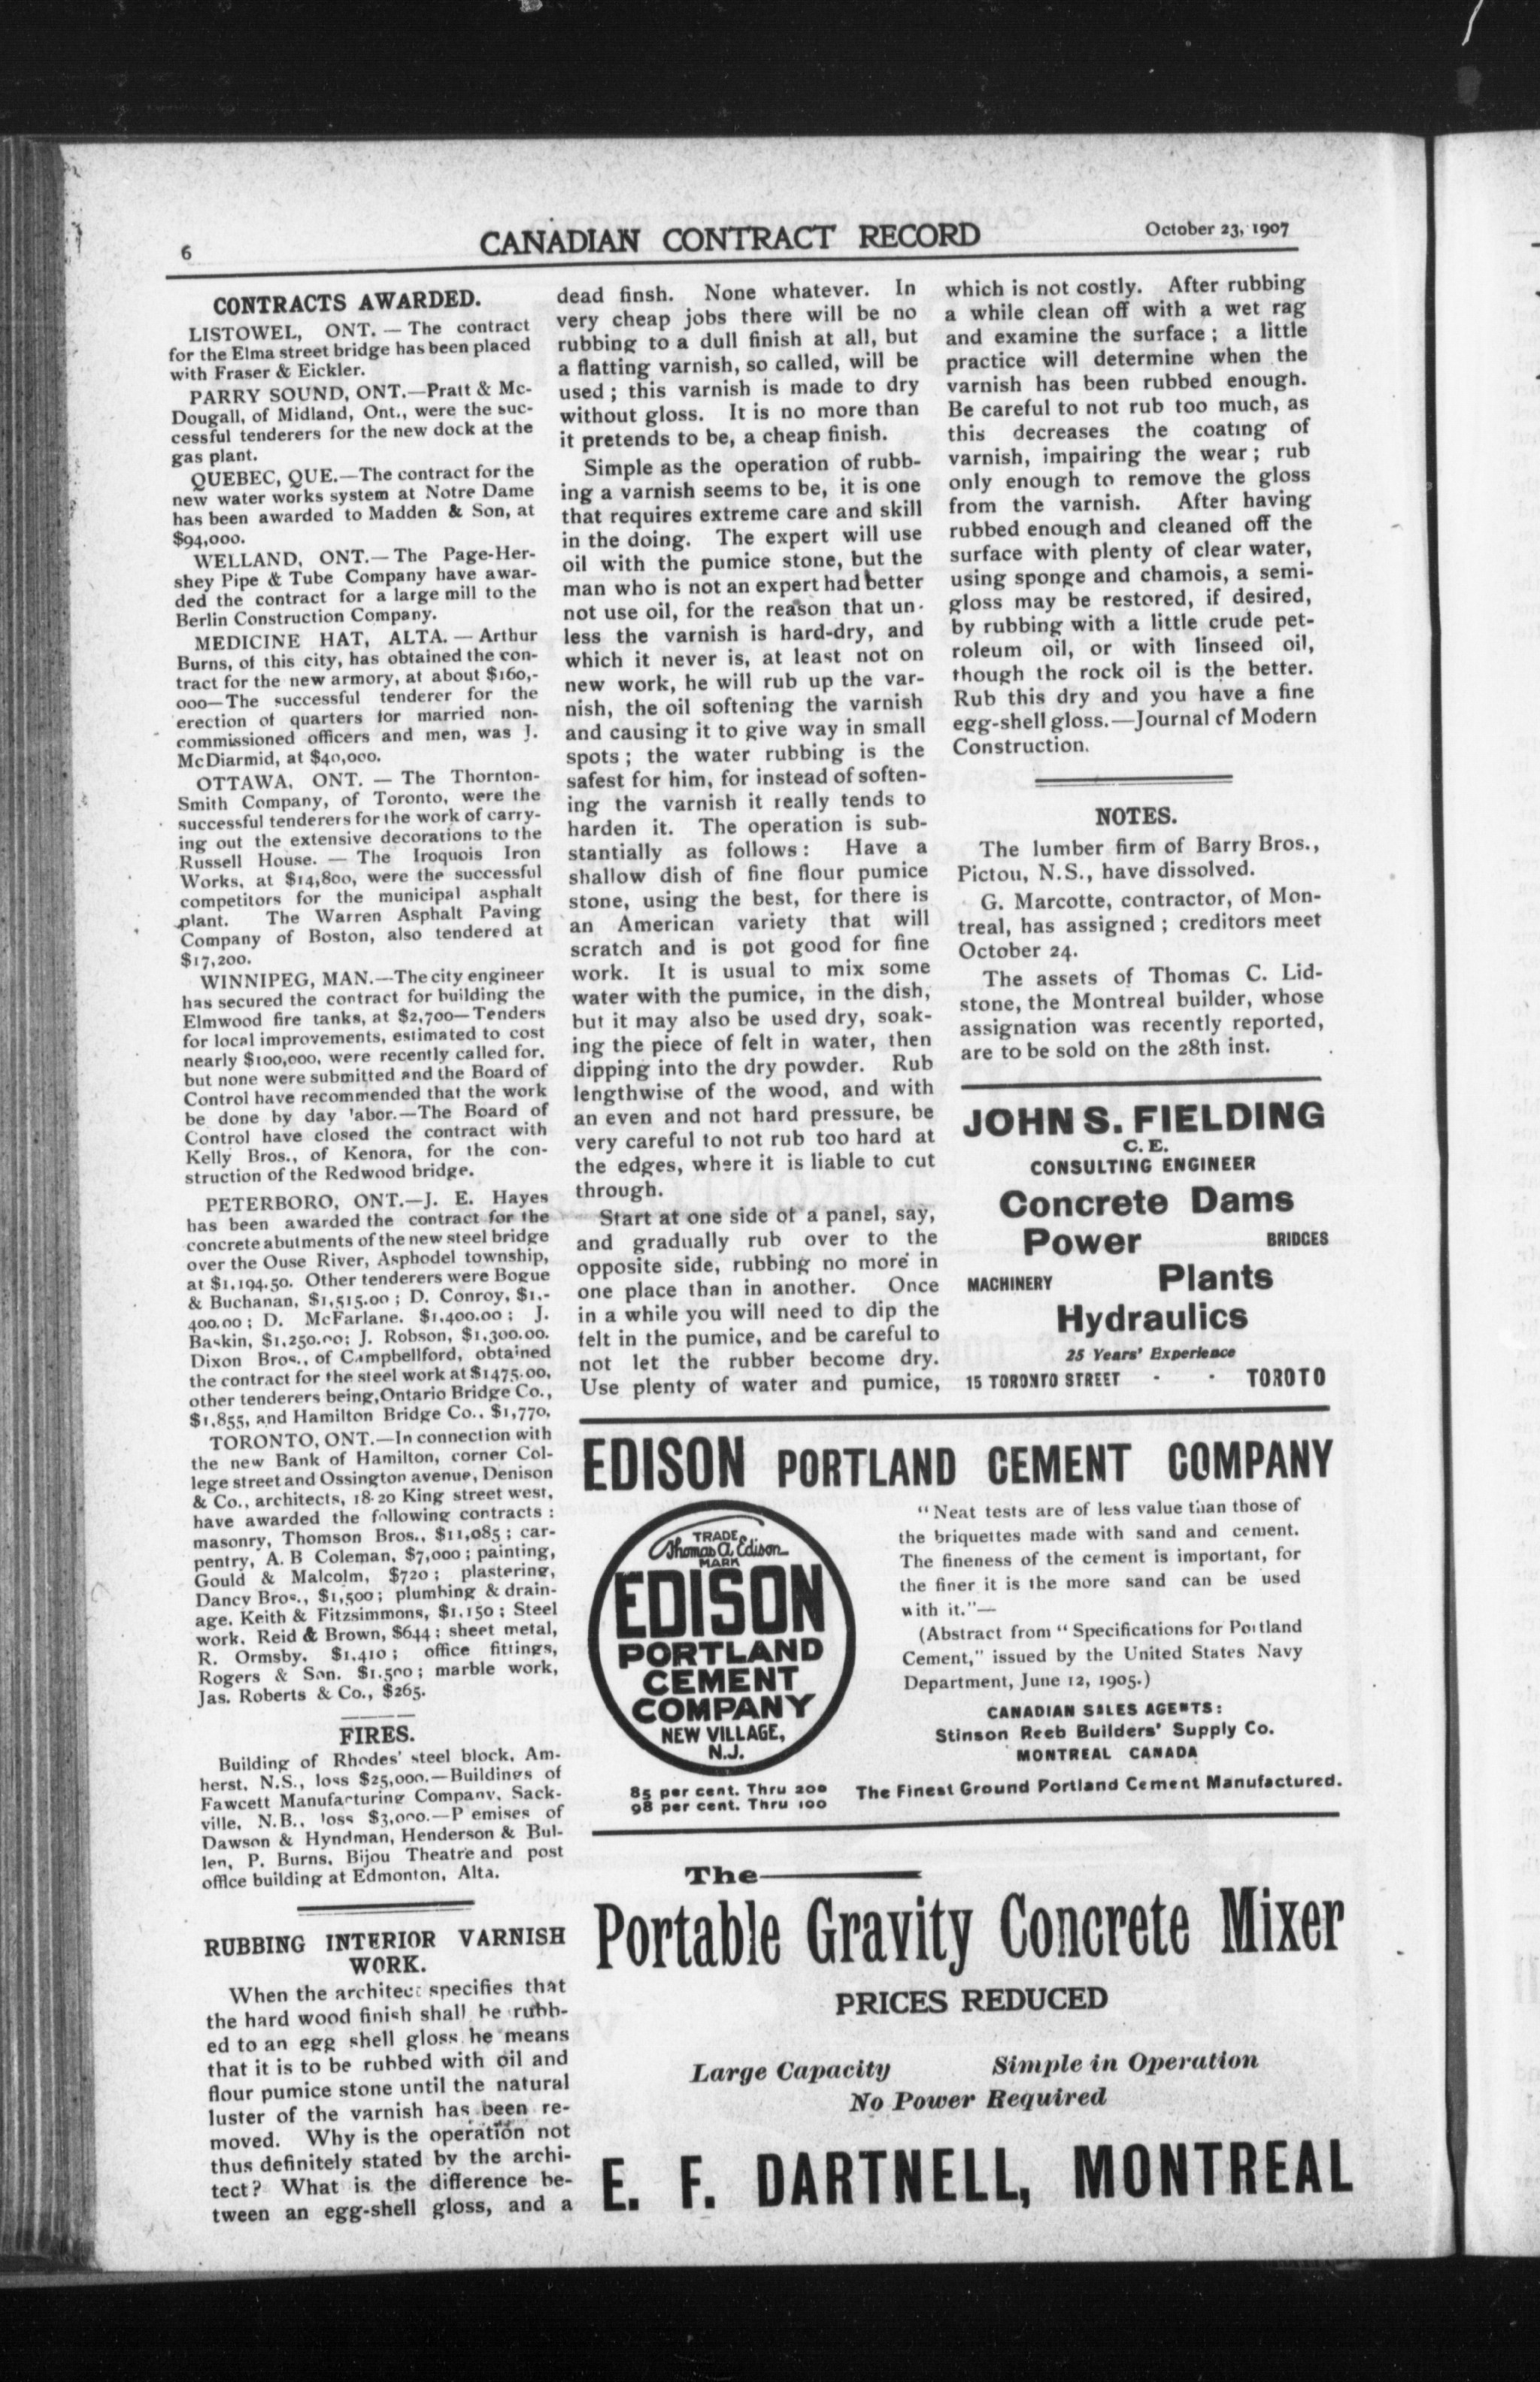 6
CANADIAN CONTRACT RECORD
October 23, 1907
CONTRACTS AWARDED.
LISTOWEL, ONT. — The contract
for the Elma street bridge has been placed
with Fraser & Eickler.
PARRY SOUND, ONT.—Pratt & Mc-
Dougall, of Midland, Ont., were the suc-
cessful tenderers for the new dock at the
gas plant.
QUEBEC, QUE.—The contract for the
new water works system at Notre Dame
has been awarded to Madden & Son, at
$94,000.
WELLAND, ONT.—The Page-Her-
shey Pipe & Tube Company have awar-
ded the contract for a large mill to the
Berlin Construction Company.
MEDICINE HAT, ALTA. — Arthur
Burns, of this city, has obtained the con-
tract for the new armory, at about $160,-
000—The successful tenderer for the
erection of quarters for married non-
commissioned officers and men, was J.
McDiarmid, at $40,000.
OTTAWA, ONT. — The Thornton-
Smith Company, of Toronto, were the
successful tenderers for the work of carry-
ing out the extensive decorations to the
Russell House. — The Iroquois Iron
Works, at $14,800, were the successful
competitors for the municipal asphalt
plant. The Warren Asphalt Paving
Company of Boston, also tendered at
$17,200.
WINNIPEG, MAN.—The city engineer
has secured the contract for building the
Elmwood fire tanks, at $2,700—Tenders
for local improvements, estimated to cost
nearly $100,000, were recently called for,
but none were submitted and the Board of
Control have recommended that the work
be done by day labor.—The Board of
Control have closed the contract with
Kelly Bros., of Kenora, for the con-
struction of the Redwood bridge.
PETERBORO, ONT.—J. E. Hayes
has been awarded the contract for the
concrete abutments of the new steel bridge
over the Ouse River, Asphodel township,
at $1,194.50. Other tenderers were Bogue
& Buchanan, $1,515.00; D. Conroy, $1,-
400.00; D. McFarlane, $1,400.00; J.
Baskin, $1,250.00; J. Robson, $1,300.00.
Dixon Bros., of Campbellford, obtained
the contract for the steel work at $1475.00,
other tenderers being, Ontario Bridge Co.,
$1,855, and Hamilton Bridge Co., $1,770.
TORONTO, ONT.—In connection with
the new Bank of Hamilton, corner Col-
lege street and Ossington avenue, Denison
& Co., architects, 18-20 King street west,
have awarded the following contracts:
masonry, Thomson Bros., $11,085; car-
pentry, A. B Coleman, $7,000; painting,
Gould & Malcolm, $720; plastering,
Dancy Bros., $1,500; plumbing & drain-
age, Keith & Fitzsimmons, $1,150; Steel
work, Reid & Brown, $644; sheet metal,
R. Ormsby, $1,410; office fittings,
Rogers & Son, $1,500; marble work,
Jas. Roberts & Co., $265.
FIRES.
Building of Rhodes' steel block, Am-
herst, N.S., loss $25,000.—Buildings of
Fawcett Manufacturing Company, Sack-
ville, N.B., loss $3,000.—P emises of
Dawson & Hyndman, Henderson & Bul-
len, P. Burns, Bijou Theatre and post
office building at Edmonton, Alta.
RUBBING INTERIOR VARNISH
WORK.
When the architect specifies that
the hard wood finish shall be rubb-
ed to an egg shell gloss he means
that it is to be rubbed with oil and
flour pumice stone until the natural
luster of the varnish has been re-
moved. Why is the operation not
thus definitely stated by the archi-
tect? What is the difference be-
tween an egg-shell gloss, and a
dead finsh. None whatever. In
very cheap jobs there will be no
rubbing to a dull finish at all, but
a flatting varnish, so called, will be
used; this varnish is made to dry
without gloss. It is no more than
it pretends to be, a cheap finish.
Simple as the operation of rubb-
ing a varnish seems to be, it is one
that requires extreme care and skill
in the doing. The expert will use
oil with the pumice stone, but the
man who is not an expert had better
not use oil, for the reason that un-
less the varnish is hard-dry, and
which it never is, at least not on
new work, he will rub up the var-
nish, the oil softening the varnish
and causing it to give way in small
spots; the water rubbing is the
safest for him, for instead of soften-
ing the varnish it really tends to
harden it. The operation is sub-
stantially as follows: Have a
shallow dish of fine flour pumice
stone, using the best, for there is
an American variety that will
scratch and is not good for fine
work. It is usual to mix some
water with the pumice, in the dish,
but it may also be used dry, soak-
ing the piece of felt in water, then
dipping into the dry powder. Rub
lengthwise of the wood, and with
an even and not hard pressure, be
very careful to not rub too hard at
the edges, where it is liable to cut
through.
Start at one side of a panel, say,
and gradually rub over to the
opposite side, rubbing no more in
one place than in another. Once
in a while you will need to dip the
felt in the pumice, and be careful to
not let the rubber become dry.
Use plenty of water and pumice,
which is not costly. After rubbing
a while clean off with a wet rag
and examine the surface; a little
practice will determine when the
varnish has been rubbed enough.
Be careful to not rub too much, as
this decreases the coating of
varnish, impairing the wear; rub
only enough to remove the gloss
from the varnish. After having
rubbed enough and cleaned off the
surface with plenty of clear water,
using sponge and chamois, a semi-
gloss may be restored, if desired,
by rubbing with a little crude pet-
roleum oil, or with linseed oil,
though the rock oil is the better.
Rub this dry and you have a fine
egg-shell gloss.—Journal of Modern
Construction.
NOTES.
The lumber firm of Barry Bros.,
Pictou, N.S., have dissolved.
G. Marcotte, contractor, of Mon-
treal, has assigned; creditors meet
October 24.
The assets of Thomas C. Lid-
stone, the Montreal builder, whose
assignation was recently reported,
are to be sold on the 28th inst.
JOHN S. FIELDING
C. E.
CONSULTING ENGINEER
Concrete Dams
Power BRIDGES
MACHINERY Plants
Hydraulics
25 Years' Experience
15 TORONTO STREET - - TOROTO
EDISON PORTLAND CEMENT COMPANY
TRADE
Thomas A. Edison
MARK
EDISON
PORTLAND
CEMENT
COMPANY
NEW VILLAGE,
N.J.
85 per cent. Thru 200
98 per cent. Thru 100
"Neat tests are of less value than those of
the briquettes made with sand and cement.
The fineness of the cement is important, for
the finer it is the more sand can be used
with it."—
(Abstract from "Specifications for Portland
Cement," issued by the United States Navy
Department, June 12, 1905.)
CANADIAN SALES AGENTS:
Stinson Reeb Builders' Supply Co.
MONTREAL CANADA
The Finest Ground Portland Cement Manufactured.
The
Portable Gravity Concrete Mixer
PRICES REDUCED
Large Capacity Simple in Operation
No Power Required
E. F. DARTNELL, MONTREAL